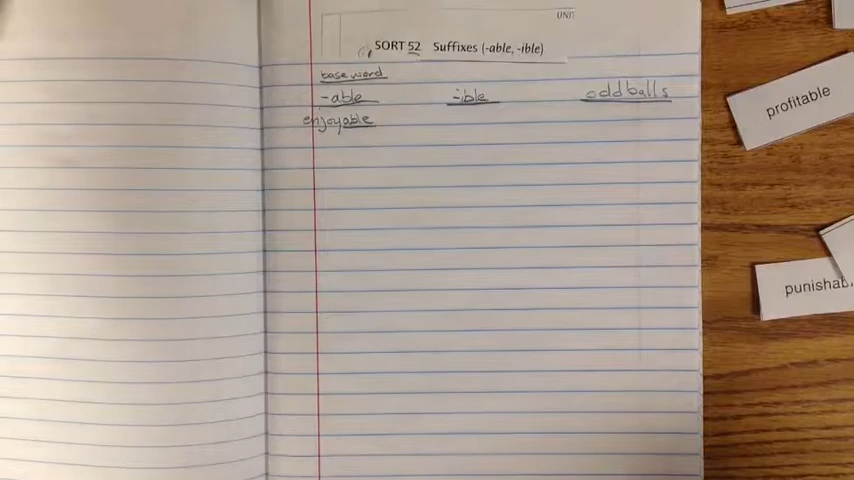 UNIT
SORT 52 Suffixes (-able, -ible)
base word
-able -ible oddballs
enjoyable
profitable
punishab